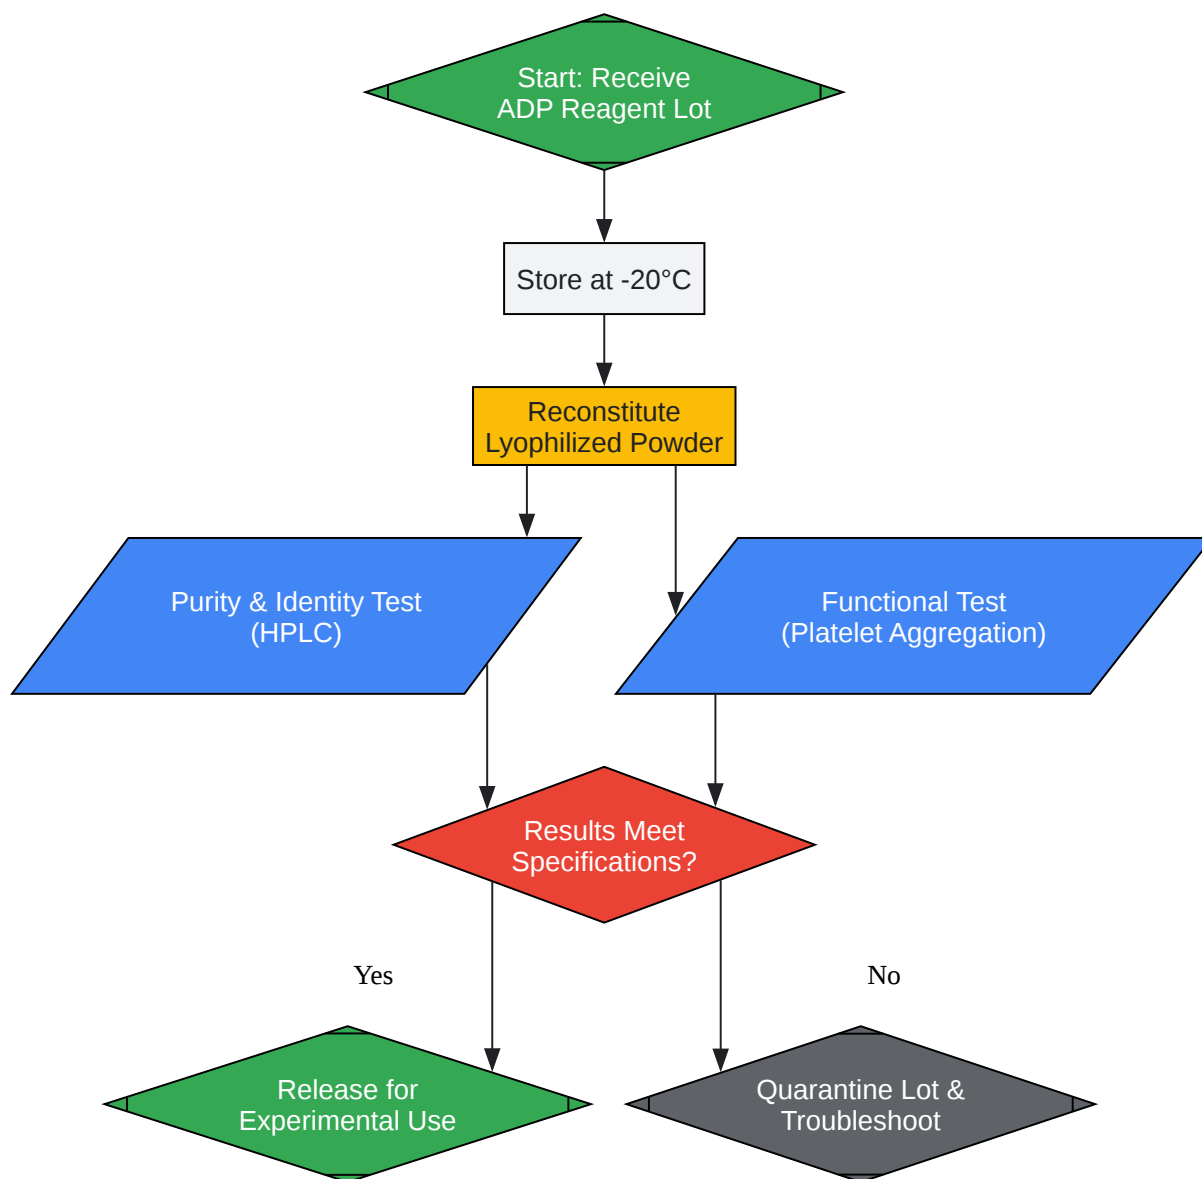 Start: Receive
ADP Reagent Lot
Store at -20°C
Reconstitute
Lyophilized Powder
Purity & Identity Test
(HPLC)
Functional Test
(Platelet Aggregation)
Results Meet
Specifications?
Yes
No
Release for
Experimental Use
Quarantine Lot &
Troubleshoot